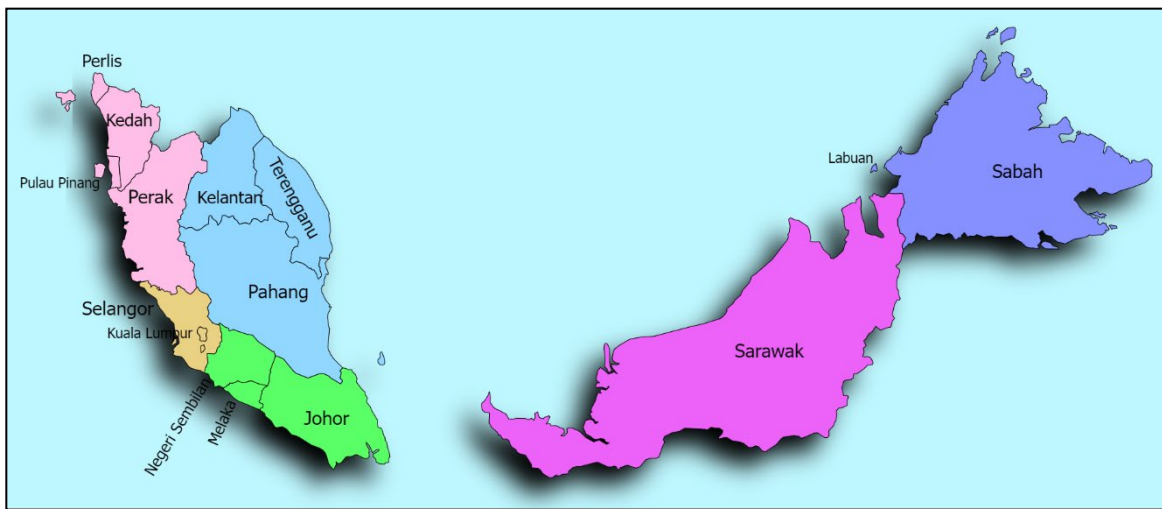 Perlis
Kedah
Pulau Pinang
Perak
Kelantan
Terengganu
Pahang
Selangor
Kuala Lumpur
Negeri Sembilan
Melaka
Johor
Labuan
Sabah
Sarawak